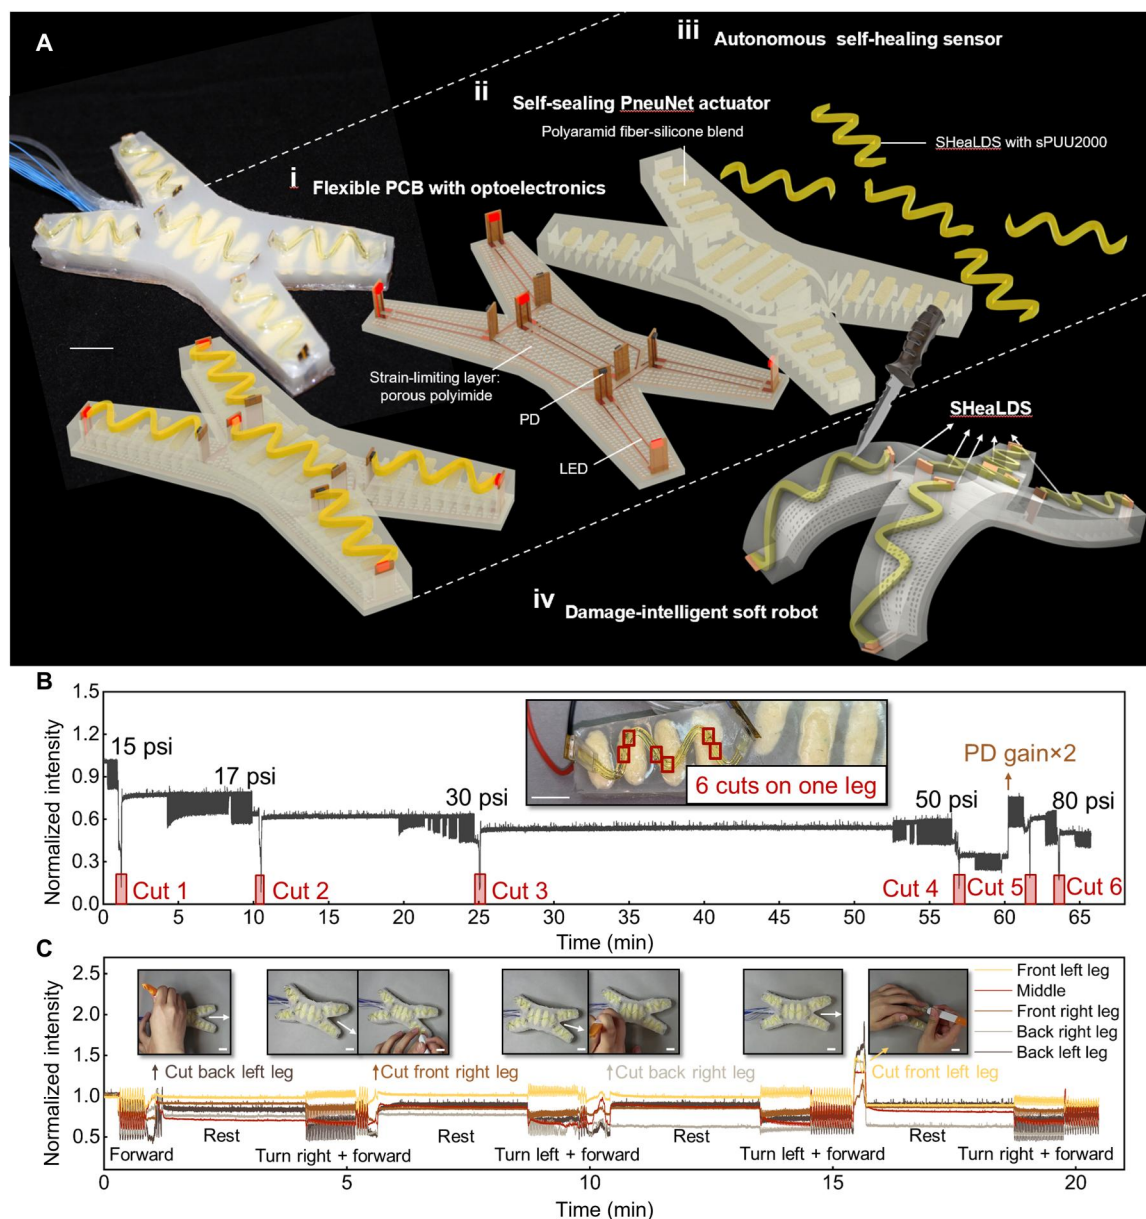 A
iii Autonomous self-healing sensor
ii Self-sealing PneuNet actuator
Polyaramid fiber-silicone blend
SHeaLDS with sPUU2000
i Flexible PCB with optoelectronics
Strain-limiting layer:
porous polyimide
PD
LED
SHeaLDS
iv Damage-intelligent soft robot
B
Normalized intensity
1.5
1.2
0.9
0.6
0.3
0.0
15 psi
17 psi
30 psi
50 psi
80 psi
PD gain×2
6 cuts on one leg
Cut 1
Cut 2
Cut 3
Cut 4
Cut 5
Cut 6
0 5 10 15 20 25 30 35 40 45 50 55 60 65
Time (min)
C
Normalized intensity
2.5
2.0
1.5
1.0
0.5
Front left leg
Middle
Front right leg
Back right leg
Back left leg
Cut back left leg
Cut front right leg
Cut back right leg
Cut front left leg
Rest
Rest
Rest
Rest
Forward
Turn right + forward
Turn left + forward
Turn left + forward
Turn right + forward
0 5 10 15 20
Time (min)